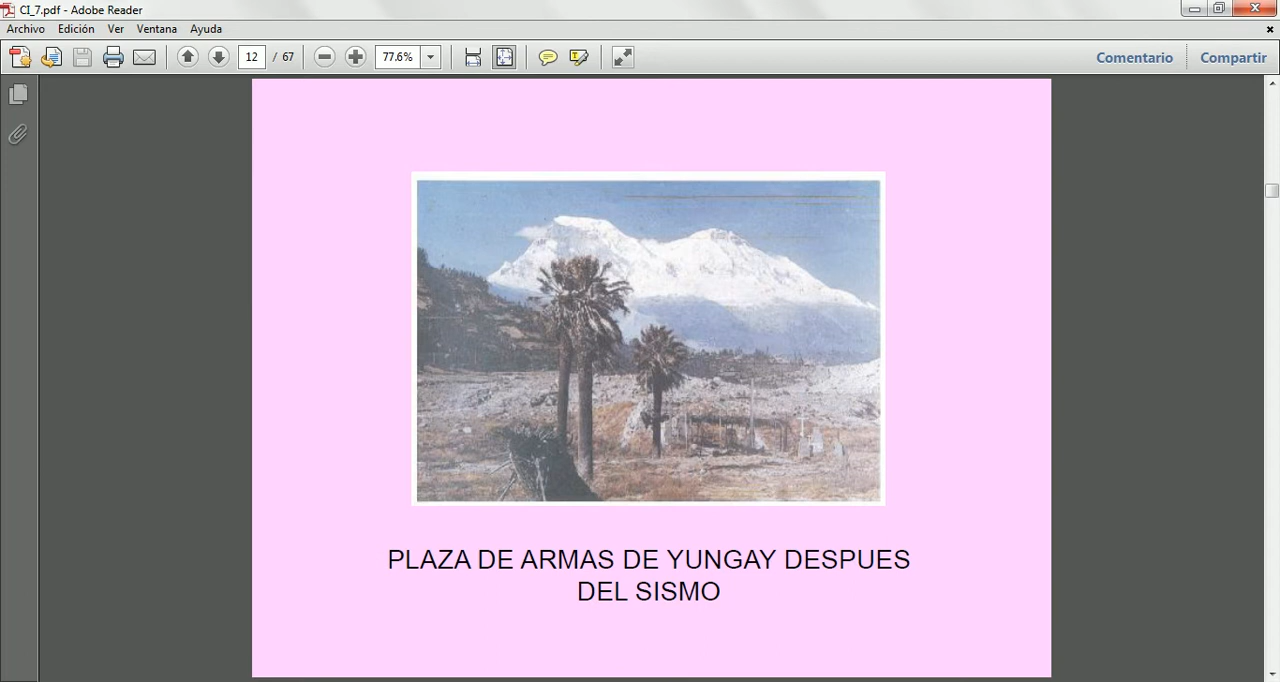 CI_7.pdf - Adobe Reader
Archivo Edición Ver Ventana Ayuda
12 / 67 77.6% Comentario Compartir
PLAZA DE ARMAS DE YUNGAY DESPUES
DEL SISMO